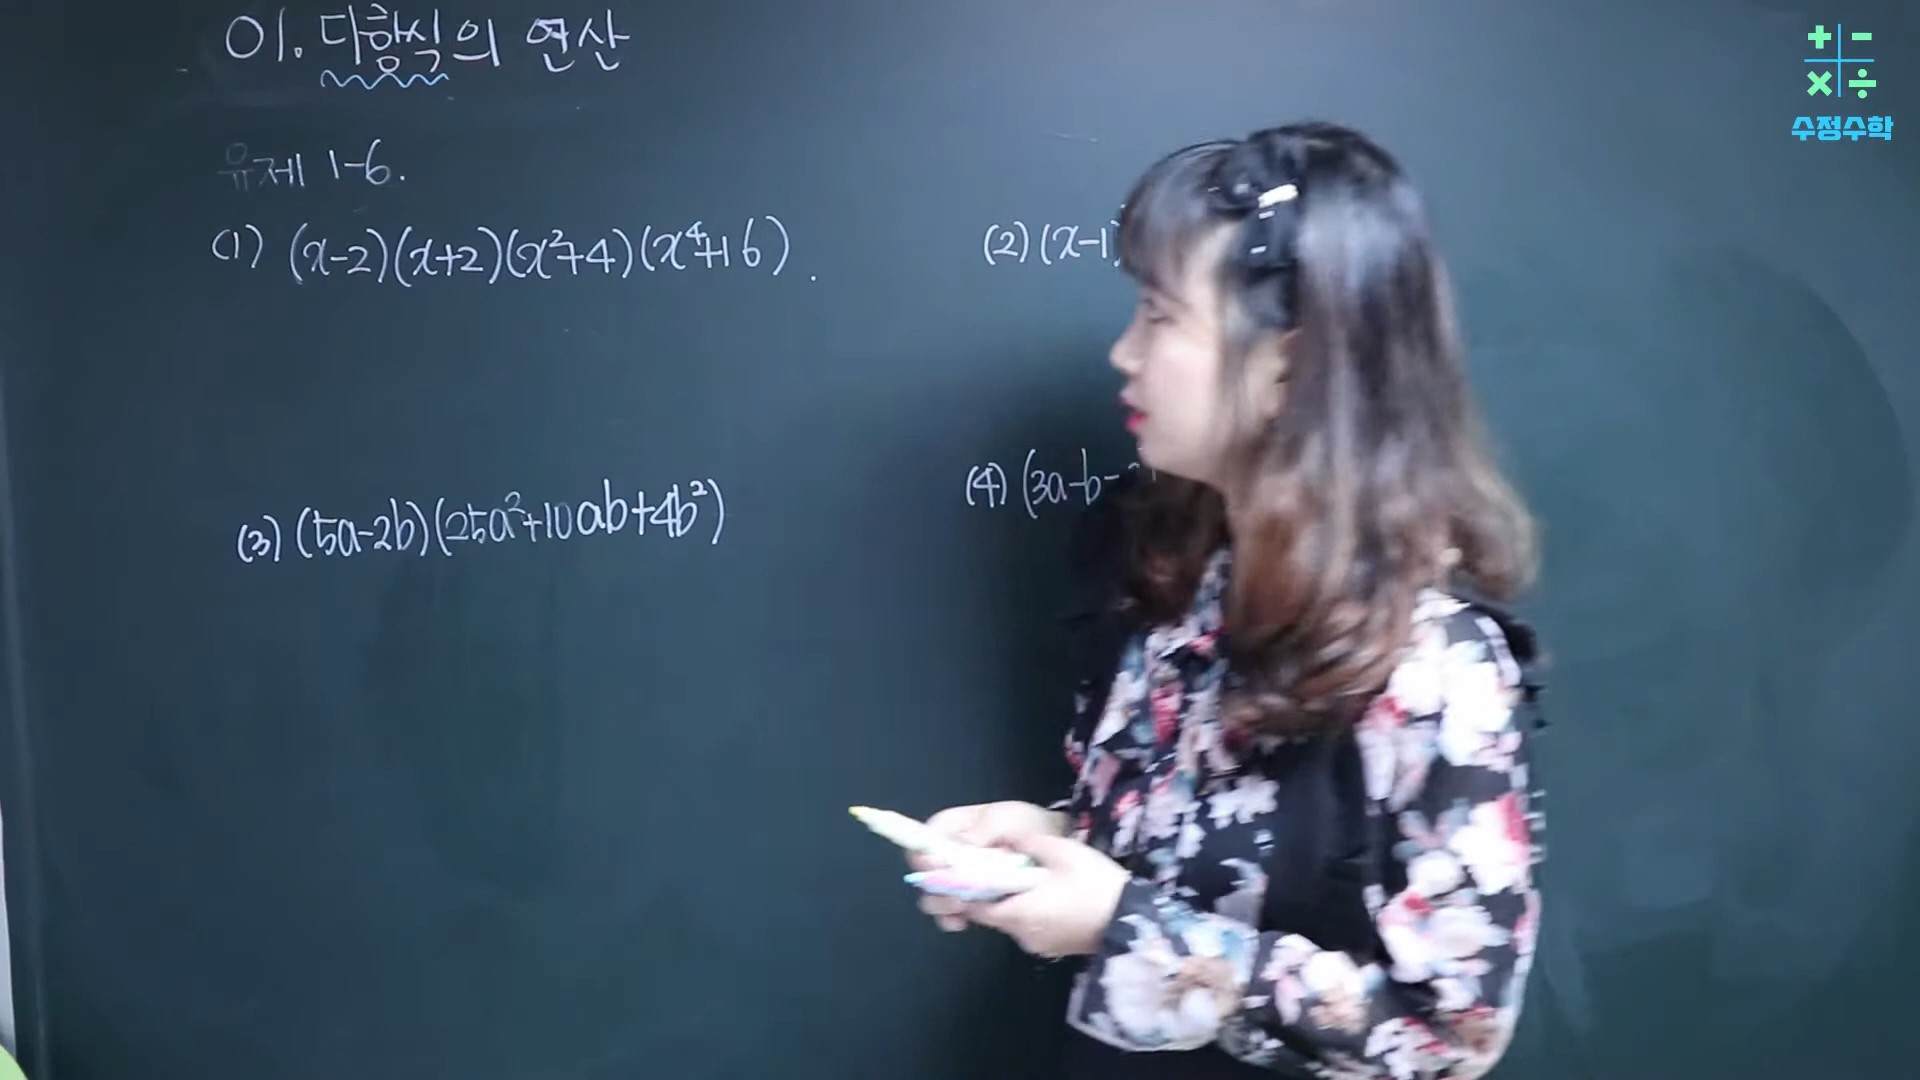 01. 다항식의 연산
유제 1-6.
(1) (x-2)(x+2)(x²+4)(x⁴+16).
(2) (x-1)
(3) (5a-2b)(25a²+10ab+4b²)
(4) (3a-b-
+ -
× ÷
수정수학